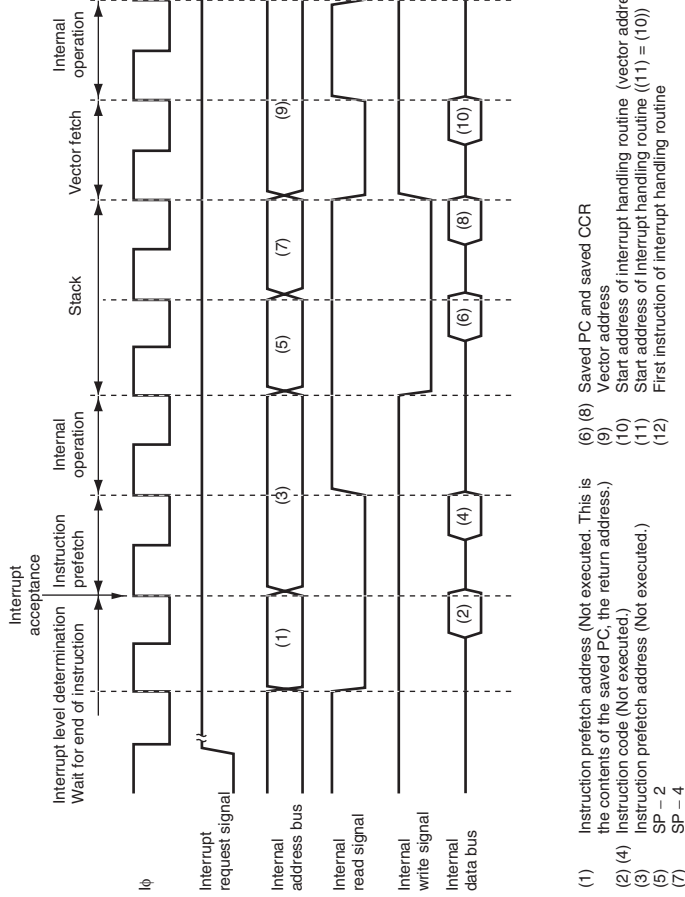 Interrupt
acceptance
Interrupt level determination
Wait for end of instruction
Instruction
prefetch
Internal
operation
Stack
Vector fetch
Internal
operation
Iϕ
Interrupt
request signal
Internal
address bus
(1)
(3)
(5)
(7)
(9)
Internal
read signal
Internal
write signal
Internal
data bus
(2)
(4)
(6)
(8)
(10)
(1) Instruction prefetch address (Not executed. This is
the contents of the saved PC, the return address.)
(2) (4) Instruction code (Not executed.)
(3) Instruction prefetch address (Not executed.)
(5) SP − 2
(7) SP − 4
(6) (8) Saved PC and saved CCR
(9) Vector address
(10) Start address of interrupt handling routine (vector
(11) Start address of Interrupt handling routine ((11) = (10))
(12) First instruction of interrupt handling routine